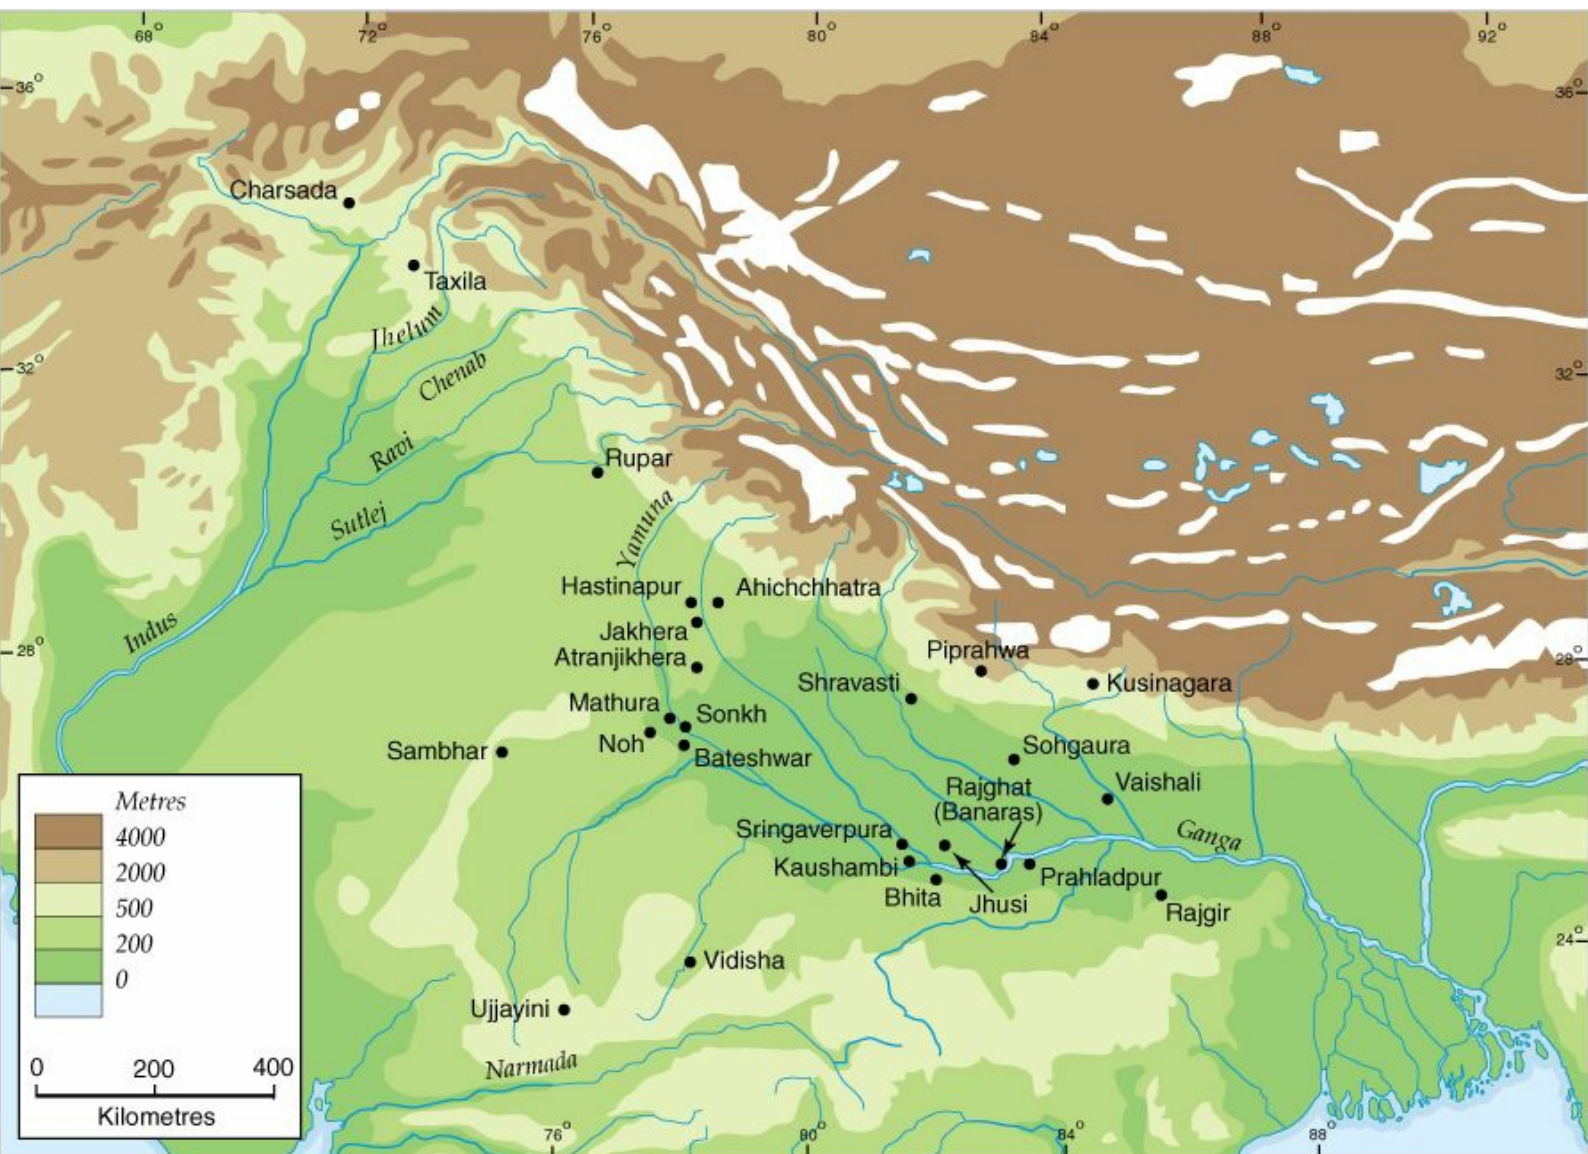 68°
72°
76°
80°
84°
88°
92°
36°
36°
Charsada
Taxila
Jhelum
32°
32°
Chenab
Ravi
Rupar
Sutlej
Yamuna
Hastinapur
Ahichchhatra
Jakhera
Indus
28°
28°
Atranjikhera
Piprahwa
Shravasti
Kusinagara
Mathura
Sonkh
Noh
Sambhar
Bateshwar
Sohgaura
Vaishali
Rajghat
(Banaras)
Sringaverpura
Ganga
Kaushambi
Prahladpur
Bhita
Jhusi
Rajgir
24°
Vidisha
Ujjayini
Narmada
Metres
4000
2000
500
200
0
0 200 400
Kilometres
76°
80°
84°
88°